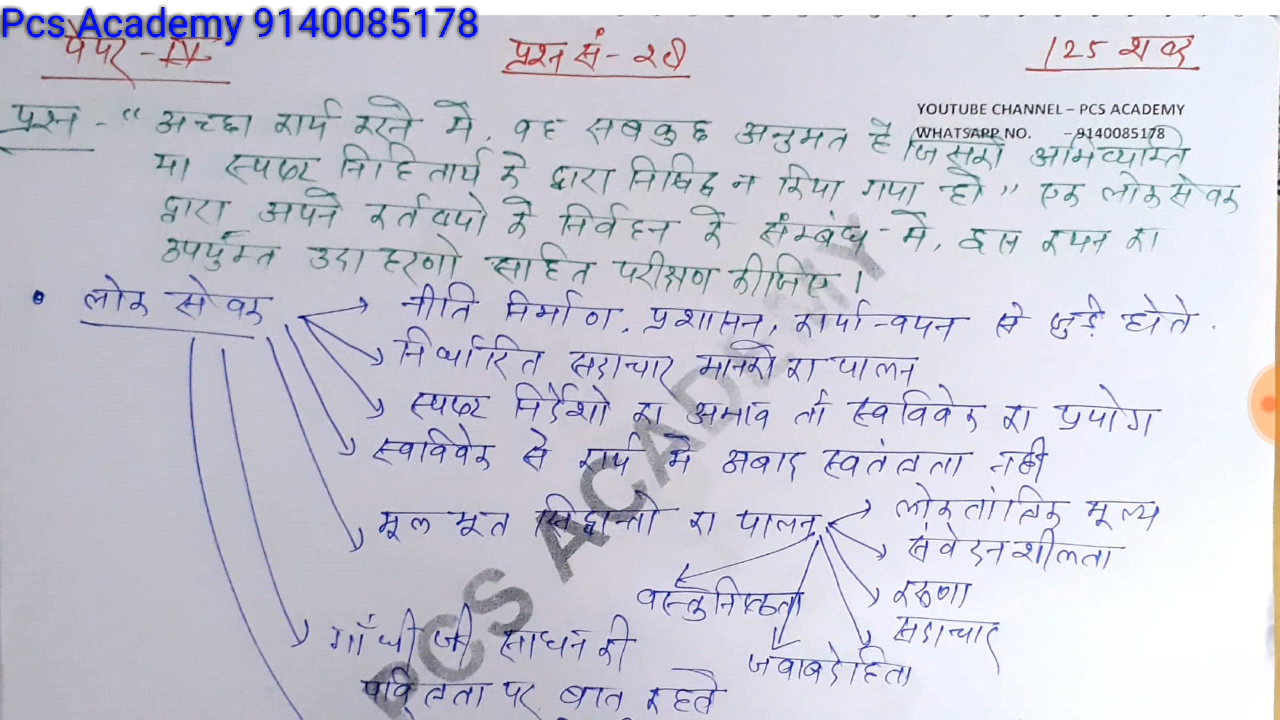 Pcs Academy 9140085178
पेपर - IV प्रश्न सं - २० 125 शब्द
YOUTUBE CHANNEL – PCS ACADEMY
WHATSAPP NO. – 9140085178
प्रश्न - “ अच्छा कार्य करने में, वह सबकुछ अनुमत है जिसको अभिव्यक्ति
या स्पष्ट निहितार्थ के द्वारा निषिद्ध न किया गया हो” एक लोक सेवक
द्वारा अपने कर्तव्यो के निर्वहन के संम्बंध में, इस कथन का
उपर्युक्त उदाहरणो साहित परीक्षण कीजिए ।
• लोक सेवक
नीति निर्माण, प्रशासन, कार्यान्वयन से जुड़े होते .
निर्धारित सदाचार मानको का पालन
स्पष्ट निर्देशो का अभाव तो स्वविवेक का प्रयोग
स्वविवेक से कार्य मे अबाद स्वतंत्रता नही
मूल भूत सिद्धान्तो का पालन
लोकतांत्रिक मूल्य
संवेदनशीलता
करुणा
सदाचार
जवाबदेहिता
वस्तुनिष्ठता
गाँधी जी साधन की
पवित्रता पर बात कहते
PCS ACADEMY